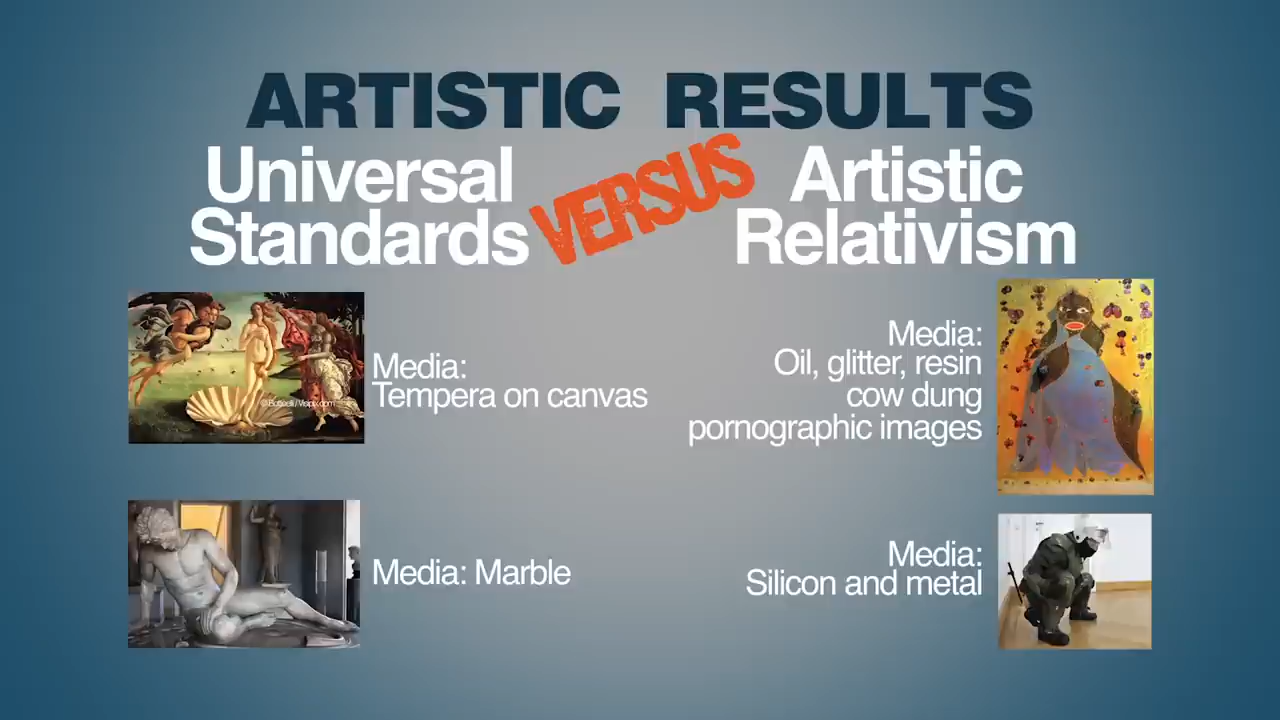 ARTISTIC RESULTS
Universal
Standards
VERSUS
Artistic
Relativism
Media:
Tempera on canvas
Media:
Oil, glitter, resin
cow dung
pornographic images
Media: Marble
Media:
Silicon and metal